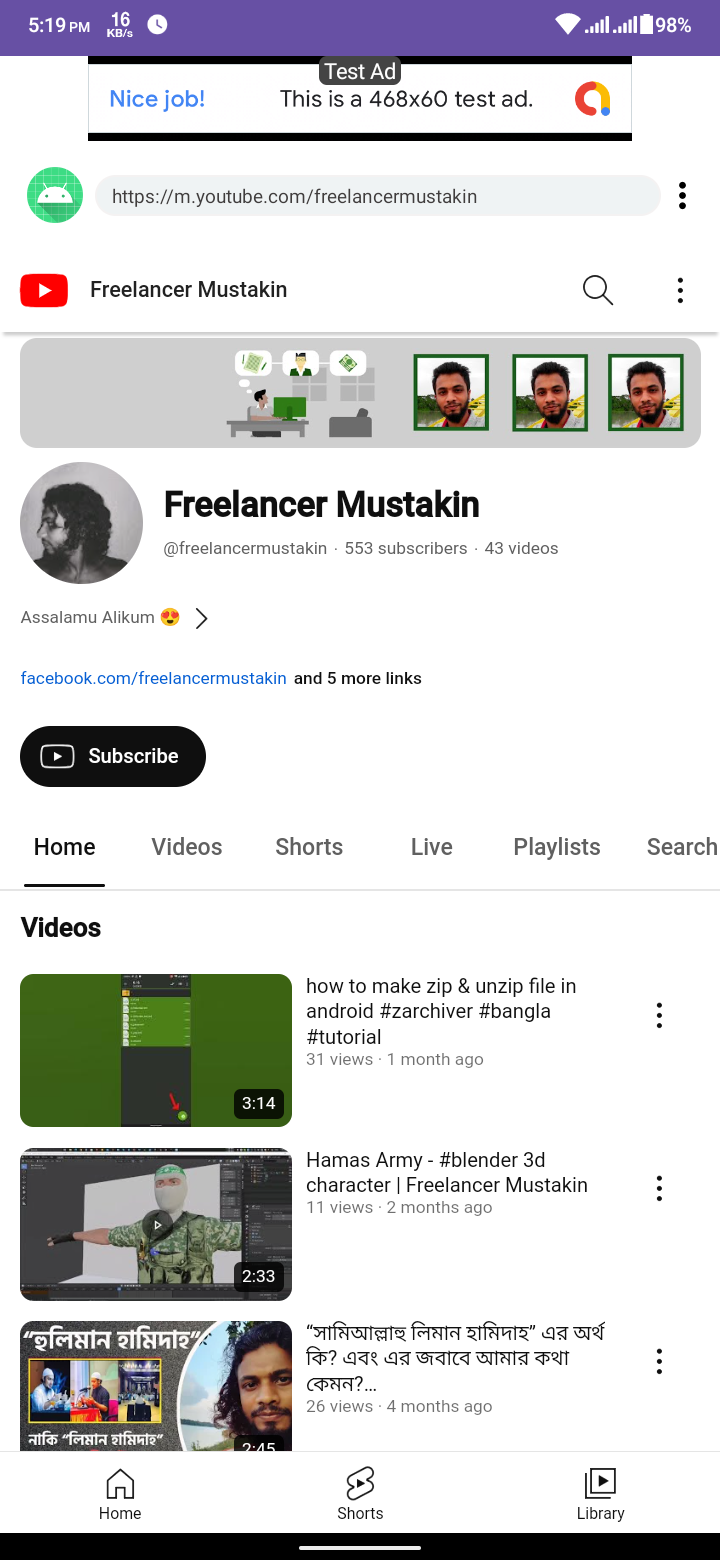 5:19 PM 16 KB/s 98%
Test Ad
Nice job! This is a 468x60 test ad.
https://m.youtube.com/freelancermustakin
Freelancer Mustakin
Freelancer Mustakin
@freelancermustakin · 553 subscribers · 43 videos
Assalamu Alikum 😍
facebook.com/freelancermustakin and 5 more links
Subscribe
Home Videos Shorts Live Playlists Search
Videos
how to make zip & unzip file in
android #zarchiver #bangla
#tutorial
31 views · 1 month ago
3:14
Hamas Army - #blender 3d
character | Freelancer Mustakin
11 views · 2 months ago
2:33
“হুলিমান হামিদাহ”
নাকি “লিমান হামিদাহ”
2:45
“সামিআল্লাহু লিমান হামিদাহ” এর অর্থ
কি? এবং এর জবাবে আমার কথা
কেমন?...
26 views · 4 months ago
Home Shorts Library